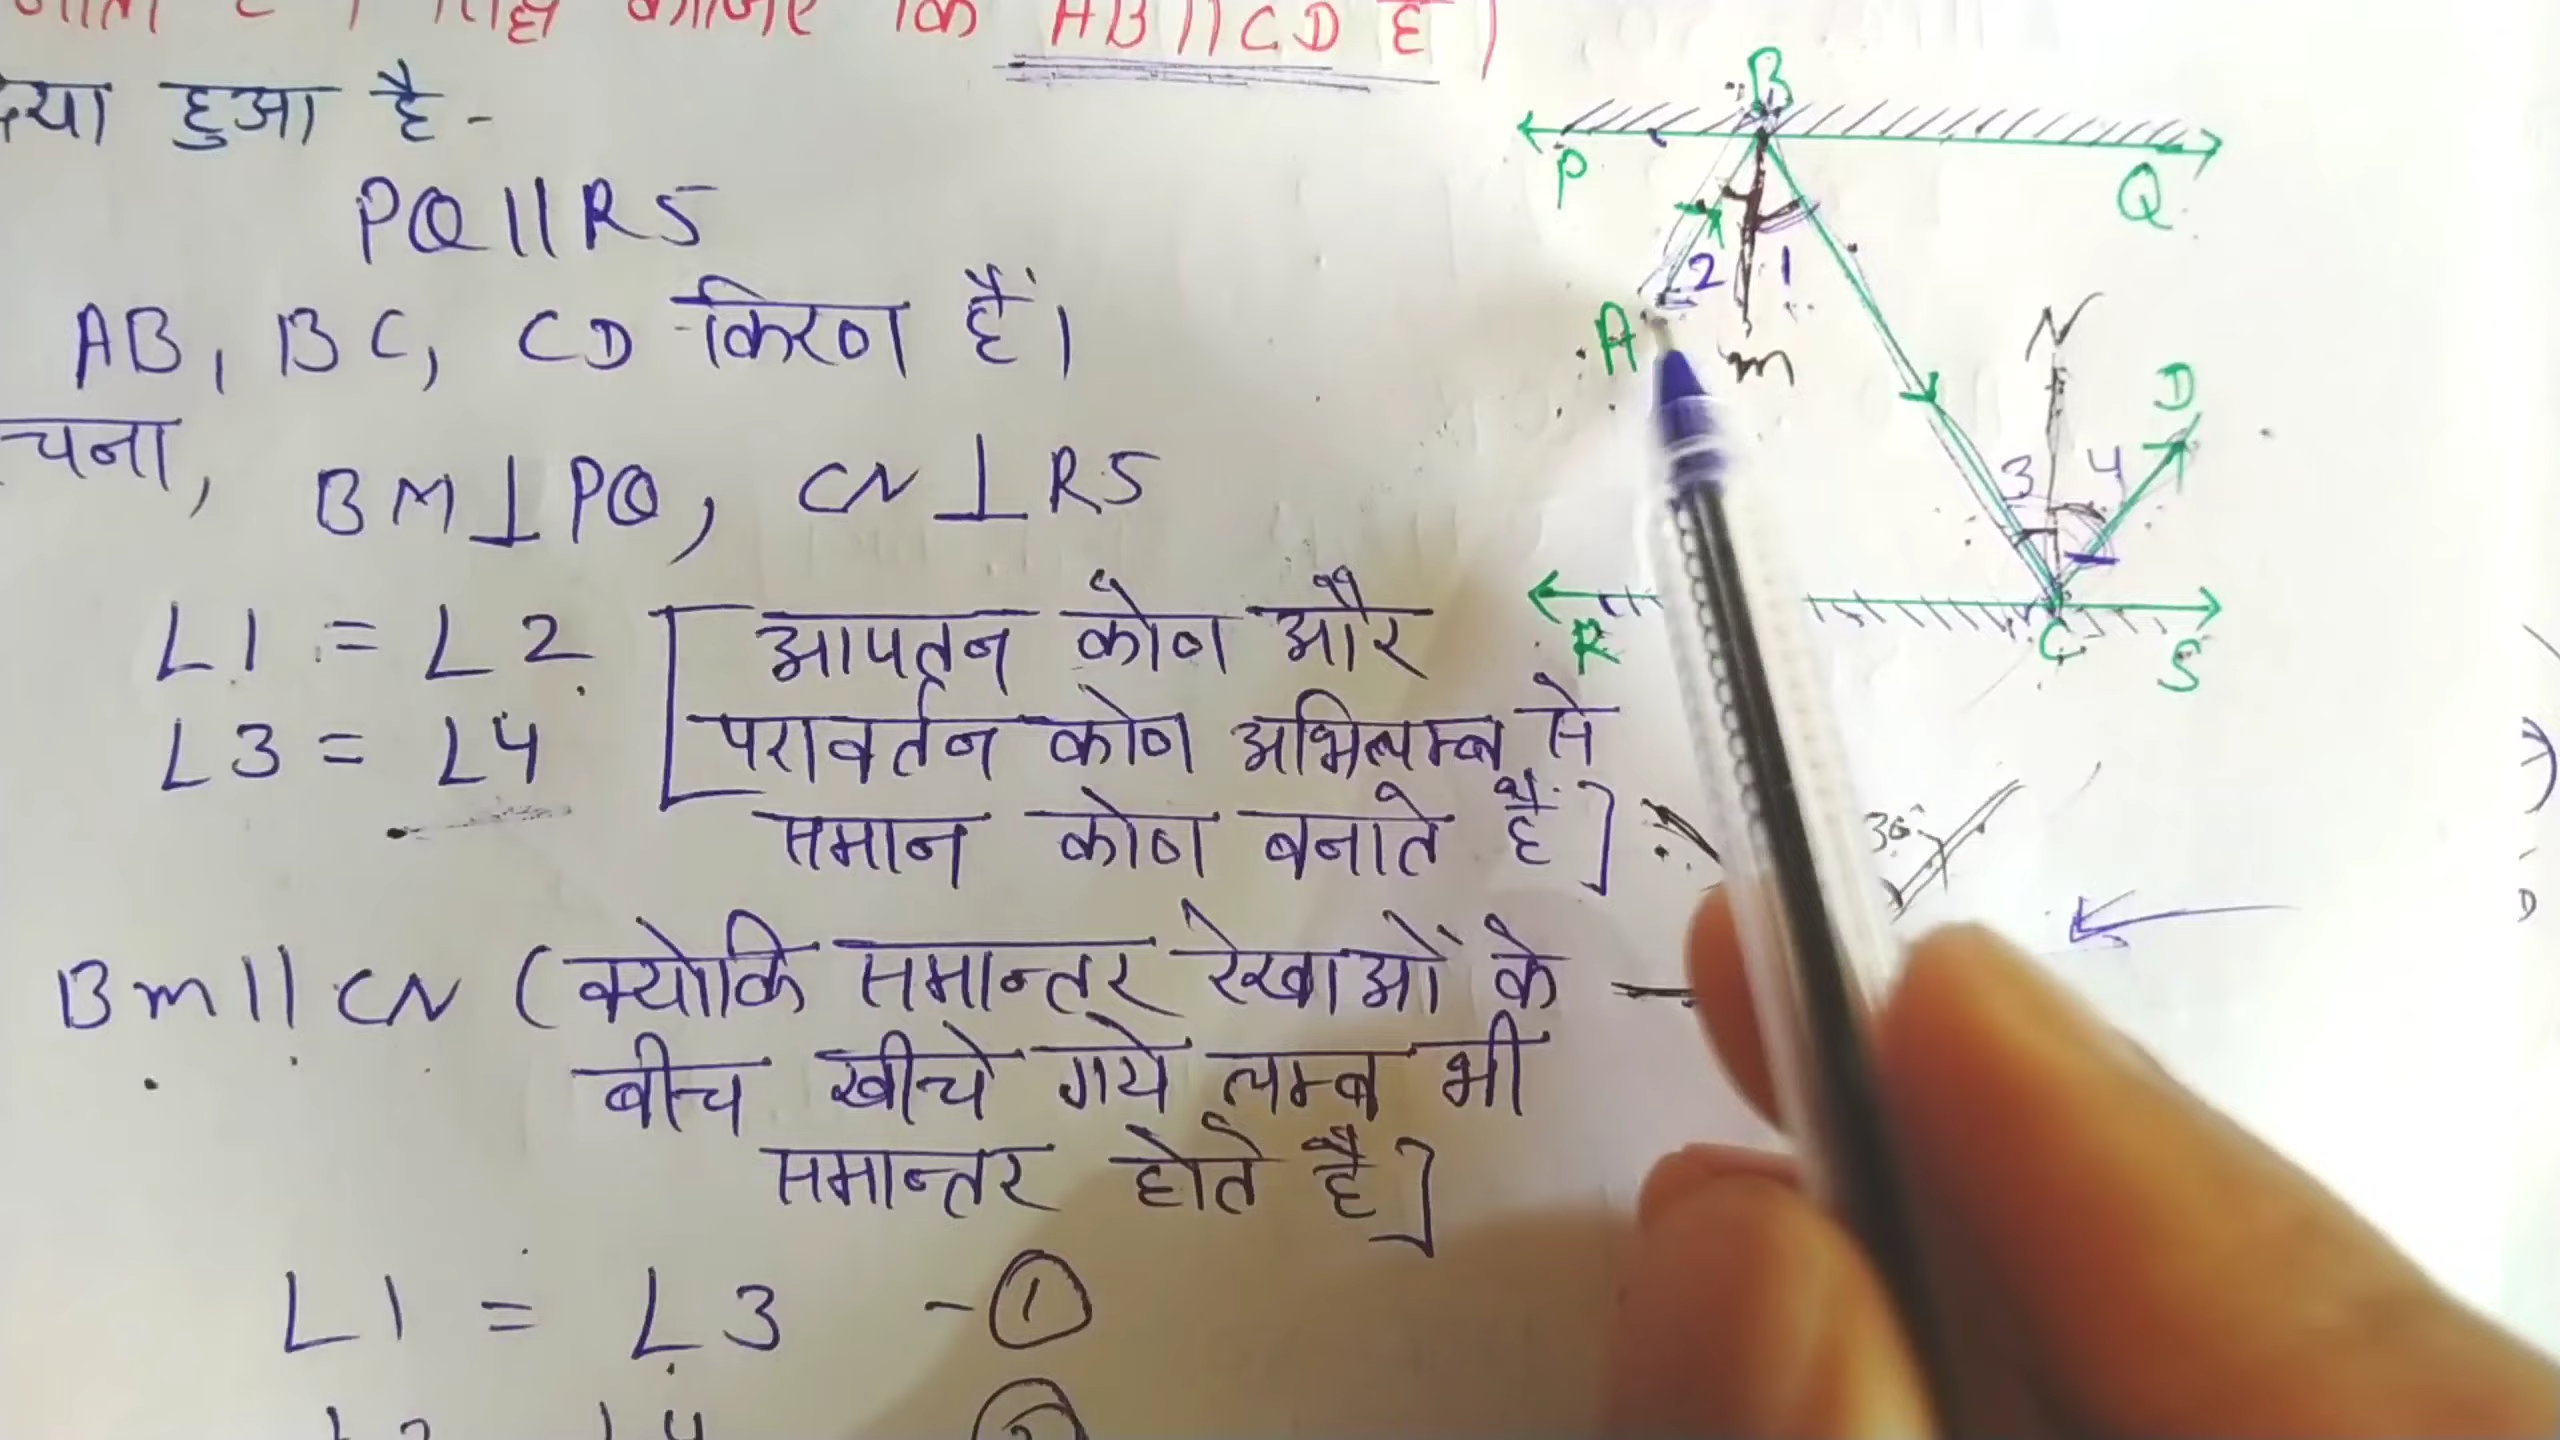 कि AB||CD है।
हुआ है-
PQ||RS
AB, BC, CD किरण हैं।
BM⊥PQ, CN⊥RS
∠1 = ∠2 [आपतन कोण और
∠3 = ∠4 परावर्तन कोण अभिलम्ब से
समान कोण बनाते हैं]
Bm||CN (क्योकि समान्तर रेखाओं के
बीच खीचे गये लम्ब भी
समान्तर होते है]
∠1 = ∠3 -①
B
P
Q
2
1
A
m
N
D
3
4
R
C
S
30°